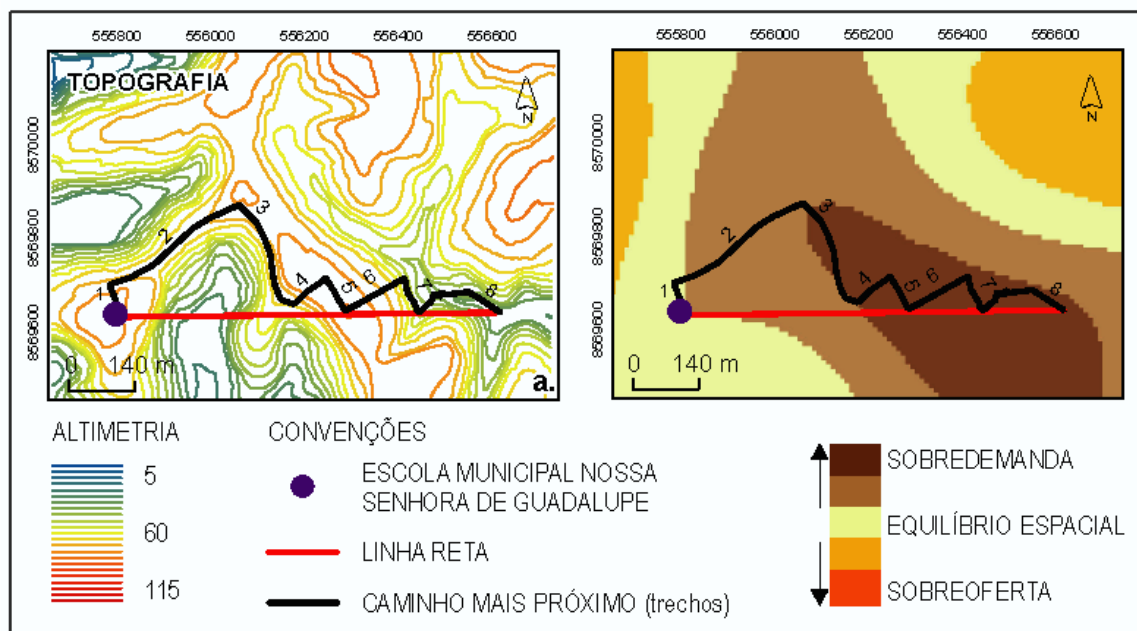 555800 556000 556200 556400 556600
555800 556000 556200 556400 556600
TOPOGRAFIA
N
N
8570000
8569800
8569600
8570000
8569800
8569600
1 2 3 4 5 6 7 8
1 2 3 4 5 6 7 8
0 140 m
a.
0 140 m
ALTIMETRIA
5
60
115
CONVENÇÕES
ESCOLA MUNICIPAL NOSSA
SENHORA DE GUADALUPE
LINHA RETA
CAMINHO MAIS PRÓXIMO (trechos)
SOBREDEMANDA
EQUILÍBRIO ESPACIAL
SOBREOFERTA